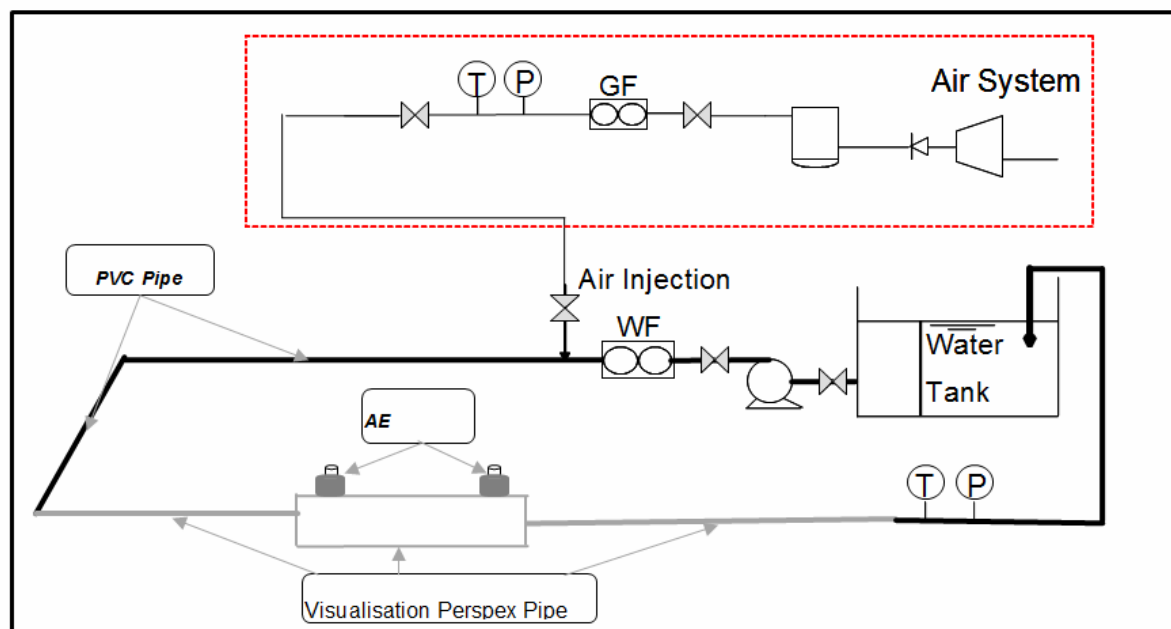 T P GF Air System
PVC Pipe
Air Injection
WF
Water
Tank
AE
T P
Visualisation Perspex Pipe